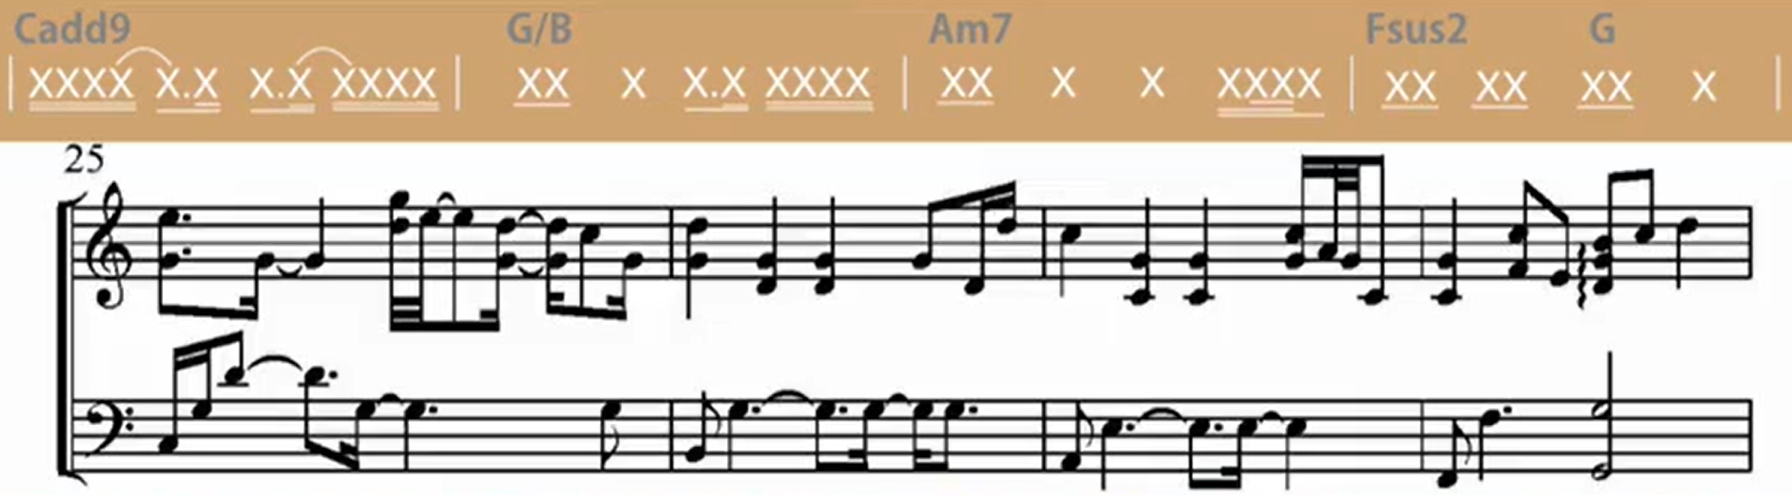 Cadd9 G/B Am7 Fsus2 G
| XXXX X.X X.X XXXX | XX X X.X XXXX | XX X X XXXX | XX XX XX X |
25